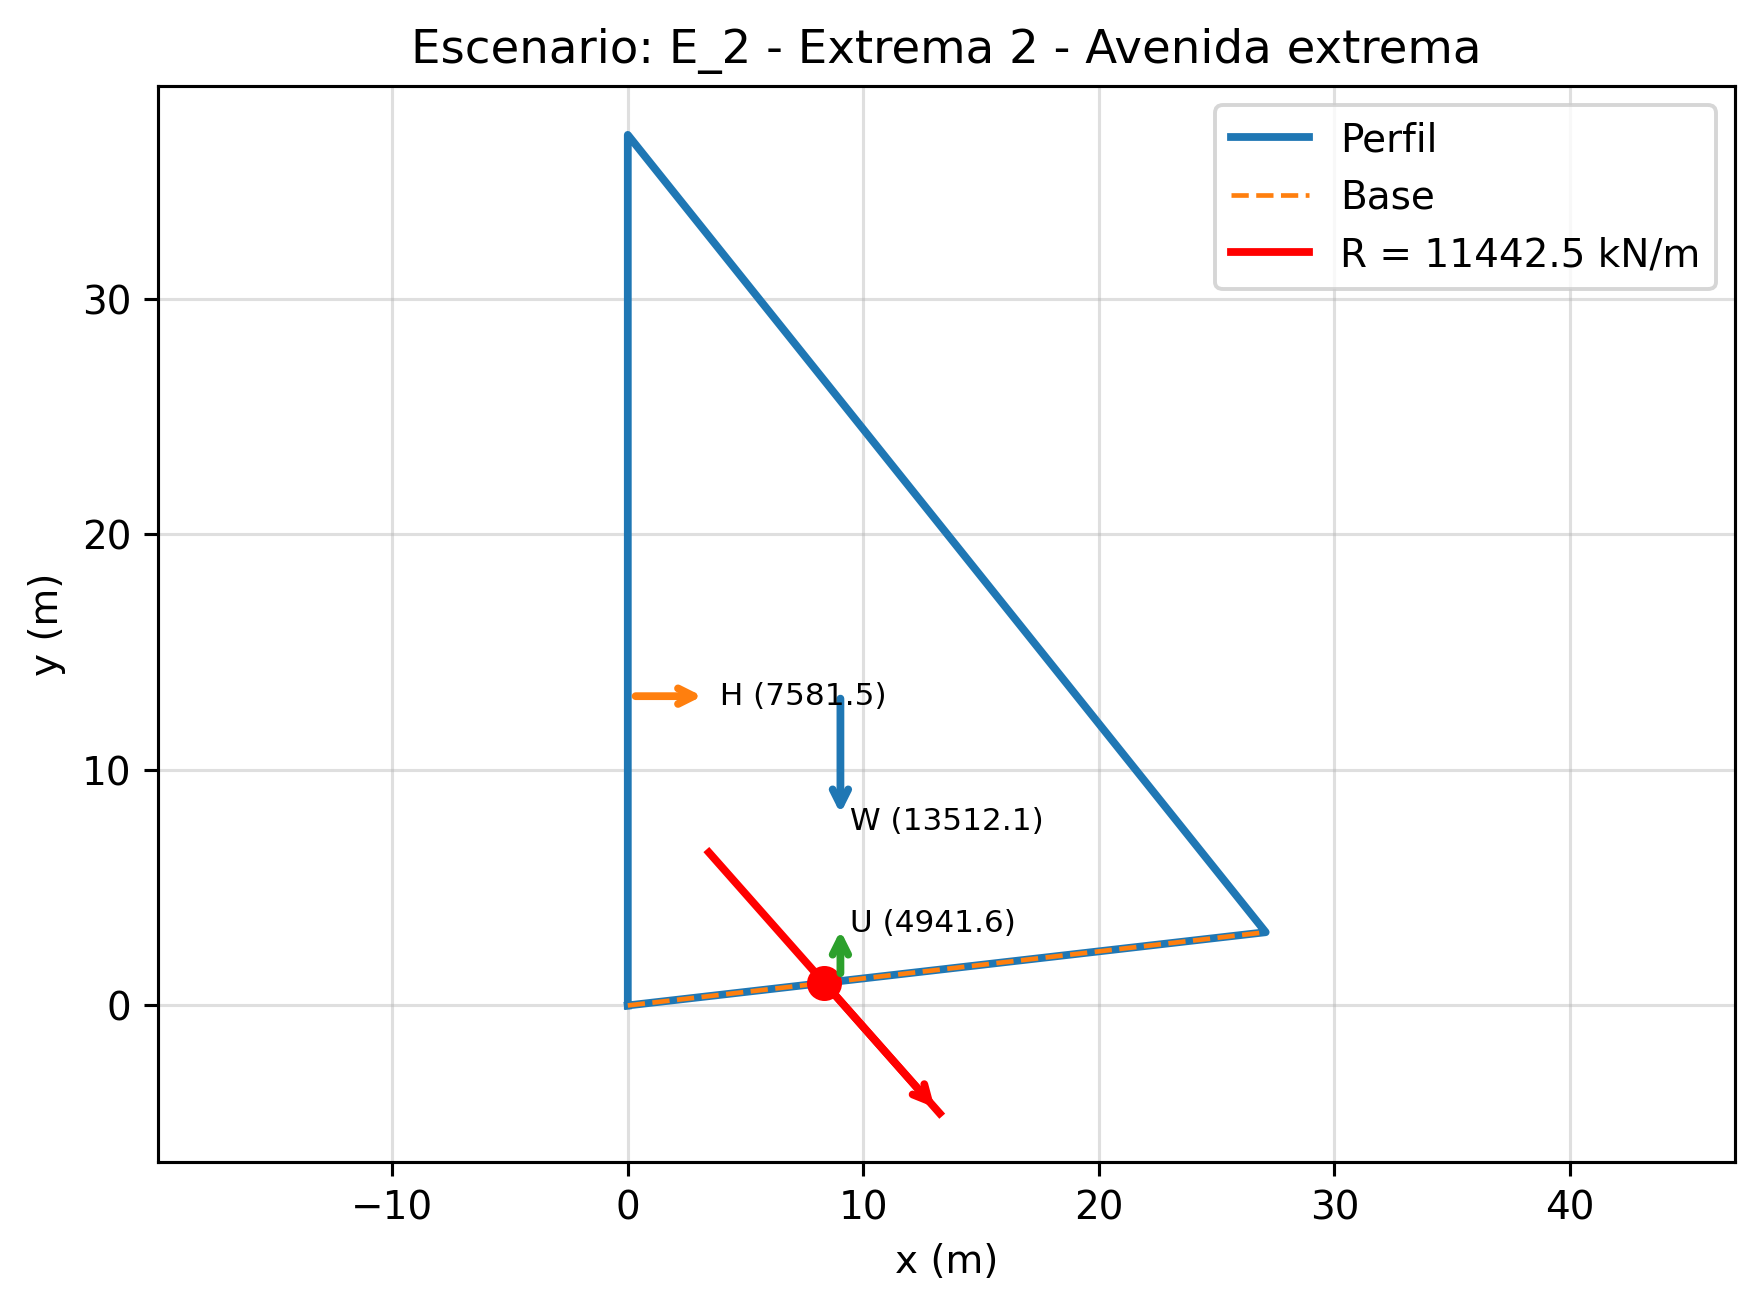 Escenario: E_2 - Extrema 2 - Avenida extrema
Perfil
Base
R = 11442.5 kN/m
30
20
10
0
y (m)
H (7581.5)
W (13512.1)
U (4941.6)
−10
0
10
20
30
40
x (m)